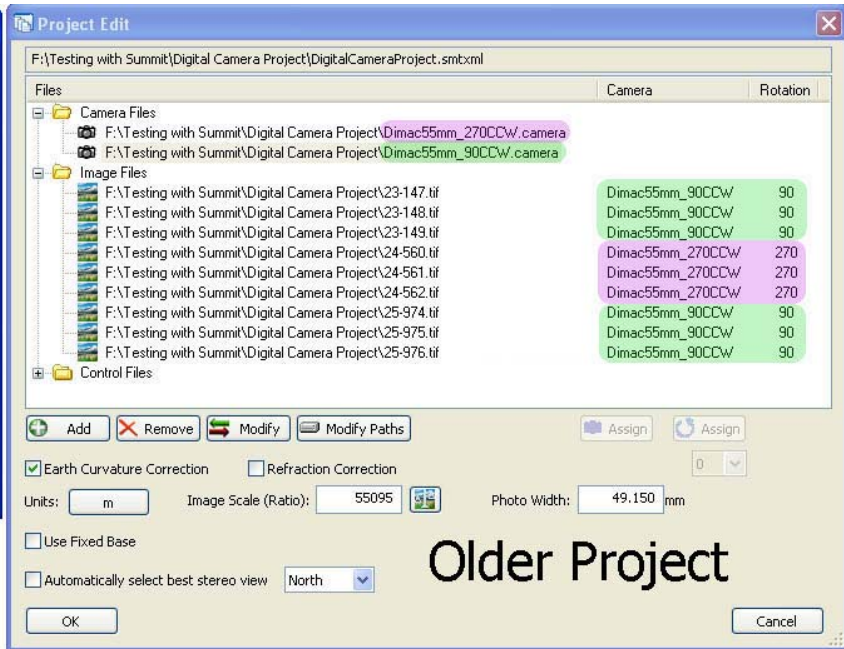 Project Edit
F:\Testing with Summit\Digital Camera Project\DigitalCameraProject.smtxml
Files Camera Rotation
Camera Files
F:\Testing with Summit\Digital Camera Project\Dimac55mm_270CCW.camera
F:\Testing with Summit\Digital Camera Project\Dimac55mm_90CCW.camera
Image Files
F:\Testing with Summit\Digital Camera Project\23-147.tif Dimac55mm_90CCW 90
F:\Testing with Summit\Digital Camera Project\23-148.tif Dimac55mm_90CCW 90
F:\Testing with Summit\Digital Camera Project\23-149.tif Dimac55mm_90CCW 90
F:\Testing with Summit\Digital Camera Project\24-560.tif Dimac55mm_270CCW 270
F:\Testing with Summit\Digital Camera Project\24-561.tif Dimac55mm_270CCW 270
F:\Testing with Summit\Digital Camera Project\24-562.tif Dimac55mm_270CCW 270
F:\Testing with Summit\Digital Camera Project\25-974.tif Dimac55mm_90CCW 90
F:\Testing with Summit\Digital Camera Project\25-975.tif Dimac55mm_90CCW 90
F:\Testing with Summit\Digital Camera Project\25-976.tif Dimac55mm_90CCW 90
Control Files
Add Remove Modify Modify Paths Assign Assign
Earth Curvature Correction Refraction Correction 0
Units: m Image Scale (Ratio): 55095 Photo Width: 49.150 mm
Use Fixed Base
Older Project
Automatically select best stereo view North
OK Cancel